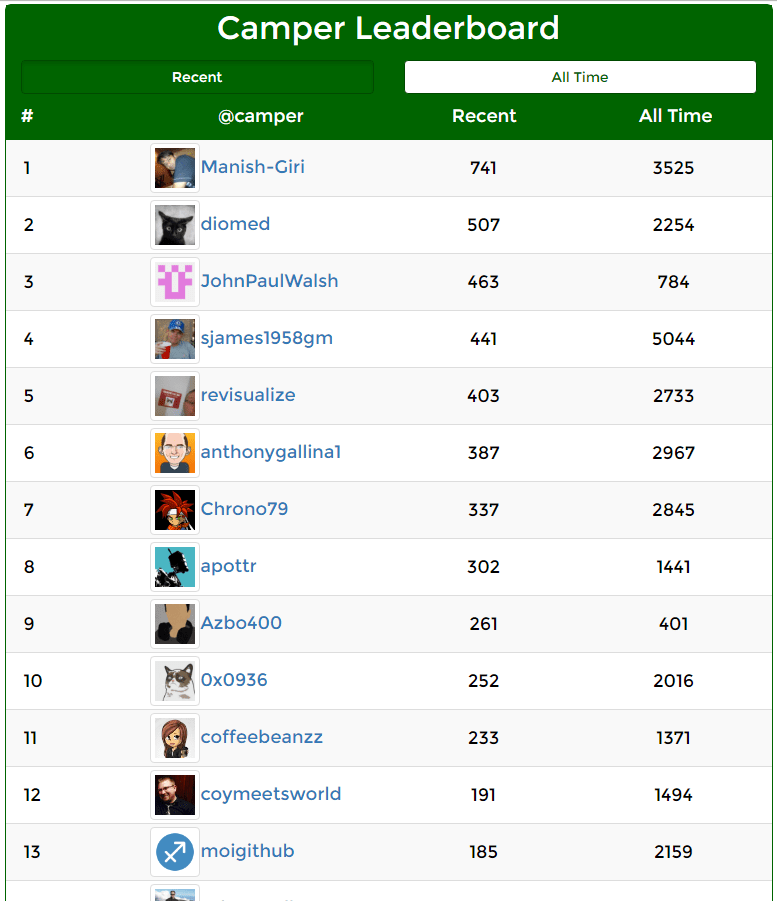 Camper Leaderboard
Recent All Time
# @camper Recent All Time
1 Manish-Giri 741 3525
2 diomed 507 2254
3 JohnPaulWalsh 463 784
4 sjames1958gm 441 5044
5 revisualize 403 2733
6 anthonygallina1 387 2967
7 Chrono79 337 2845
8 apottr 302 1441
9 Azbo400 261 401
10 0x0936 252 2016
11 coffeebeanzz 233 1371
12 coymeetsworld 191 1494
13 moigithub 185 2159